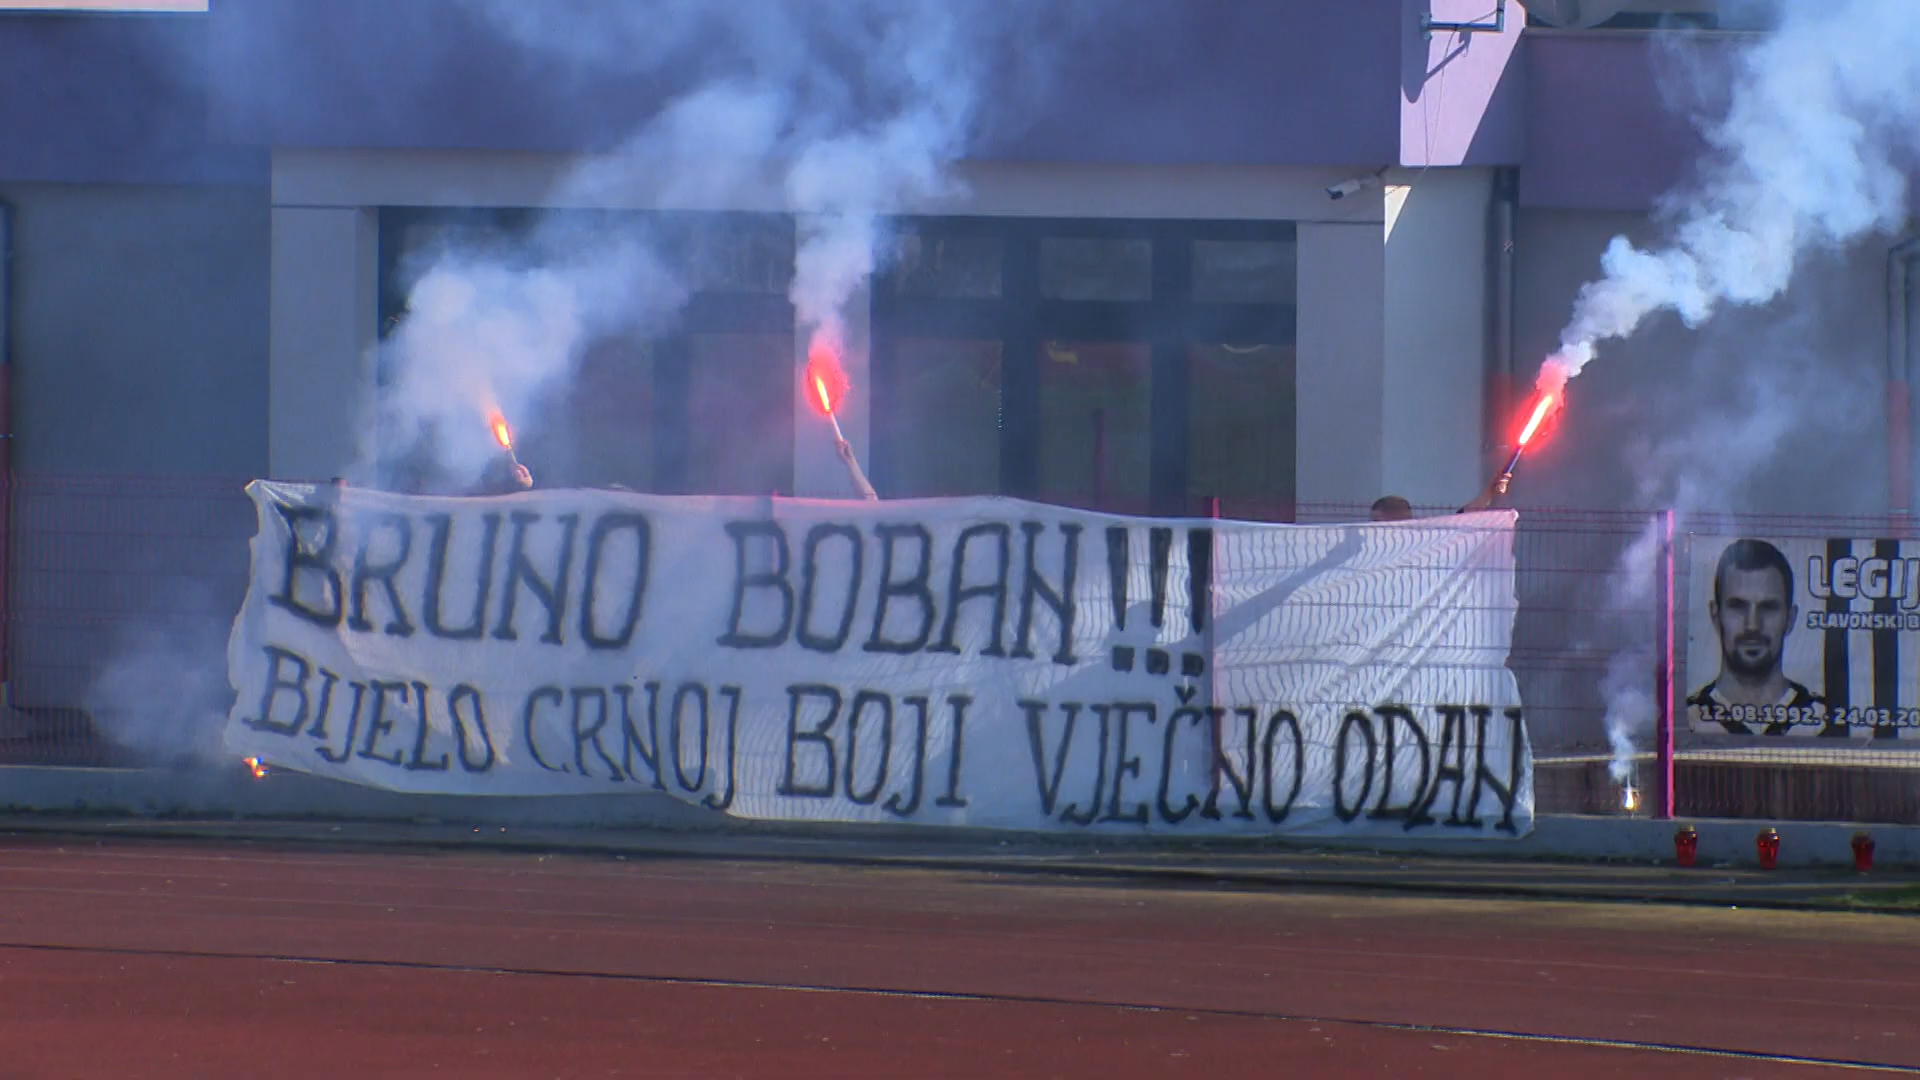 BRUNO BOBAN!!!
BIJELO CRNOJ BOJI VJEČNO ODAN
LEGIJ
SLAVONSKI B
12.08.1992. - 24.03.20